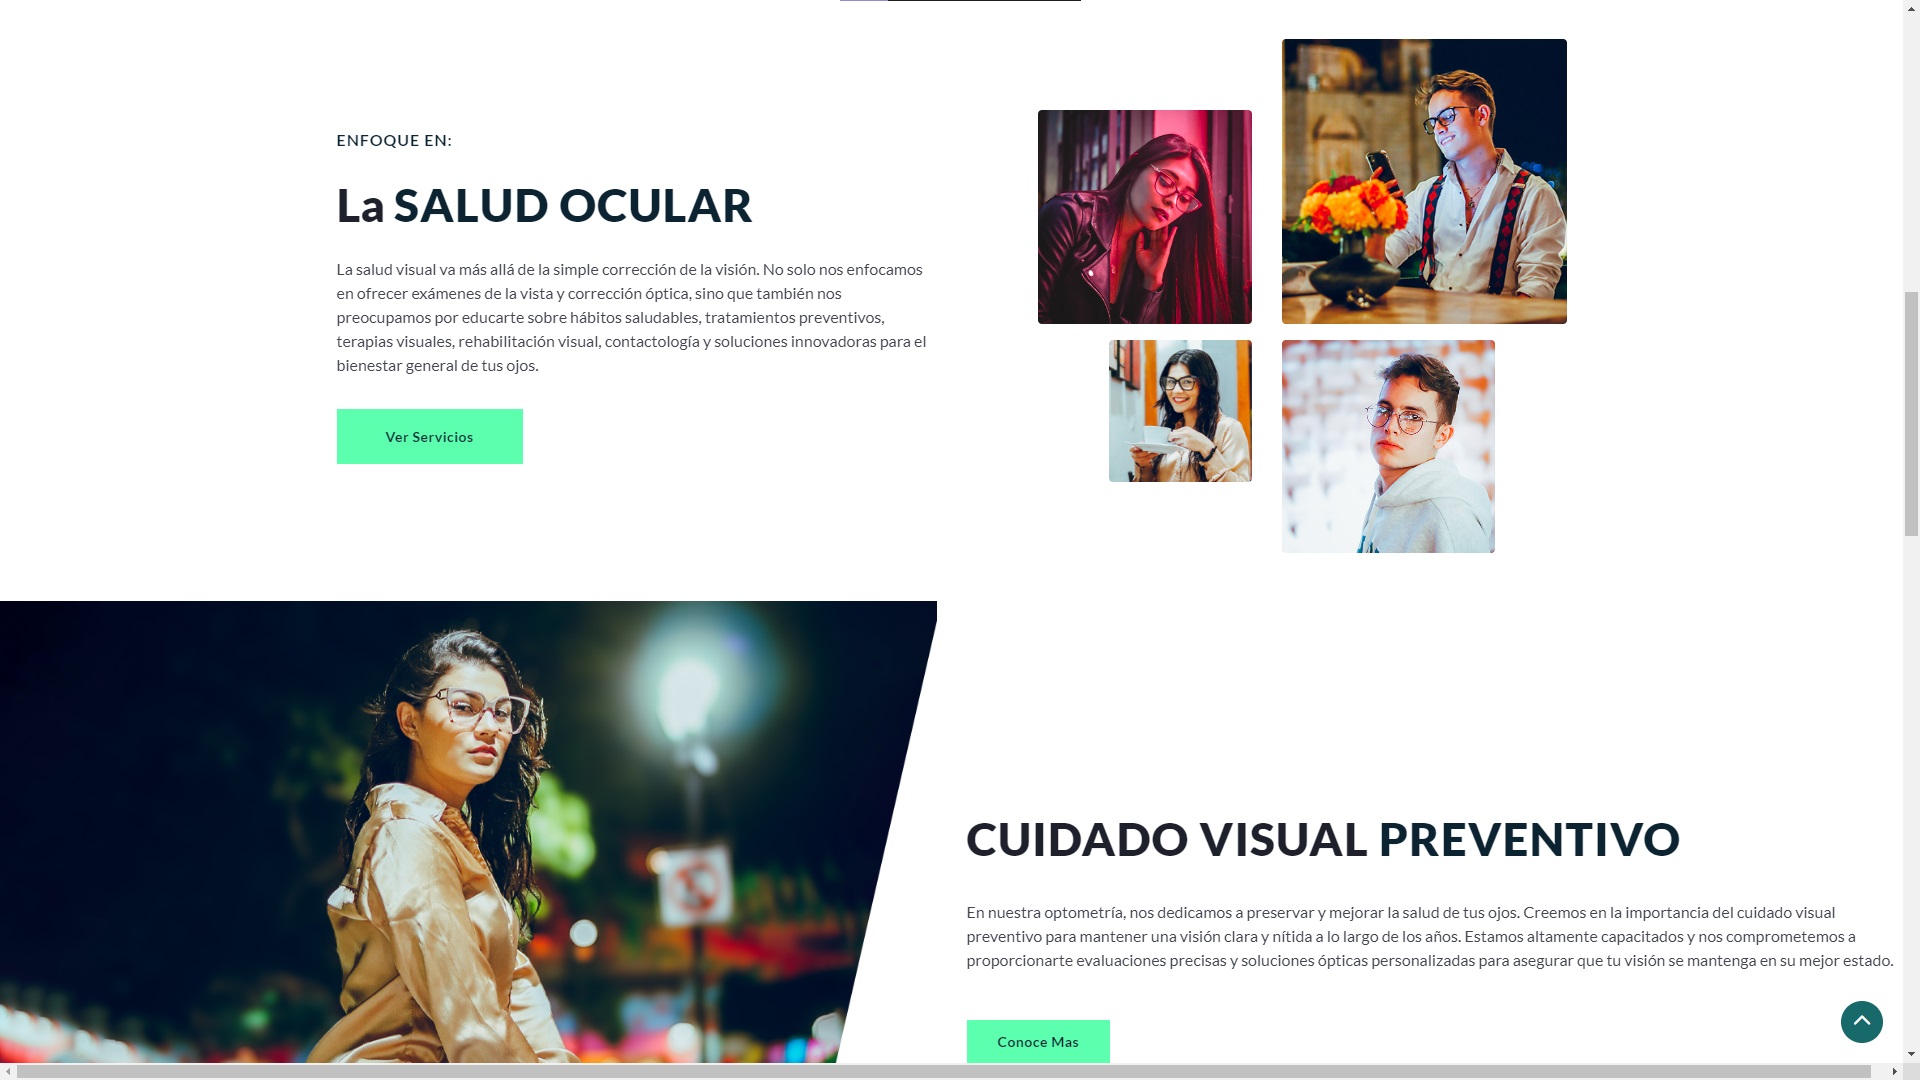 ENFOQUE EN:
La SALUD OCULAR
La salud visual va más allá de la simple corrección de la visión. No solo nos enfocamos
en ofrecer exámenes de la vista y corrección óptica, sino que también nos
preocupamos por educarte sobre hábitos saludables, tratamientos preventivos,
terapias visuales, rehabilitación visual, contactología y soluciones innovadoras para el
bienestar general de tus ojos.
Ver Servicios
CUIDADO VISUAL PREVENTIVO
En nuestra optometría, nos dedicamos a preservar y mejorar la salud de tus ojos. Creemos en la importancia del cuidado visual
preventivo para mantener una visión clara y nítida a lo largo de los años. Estamos altamente capacitados y nos comprometemos a
proporcionarte evaluaciones precisas y soluciones ópticas personalizadas para asegurar que tu visión se mantenga en su mejor estado.
Conoce Mas